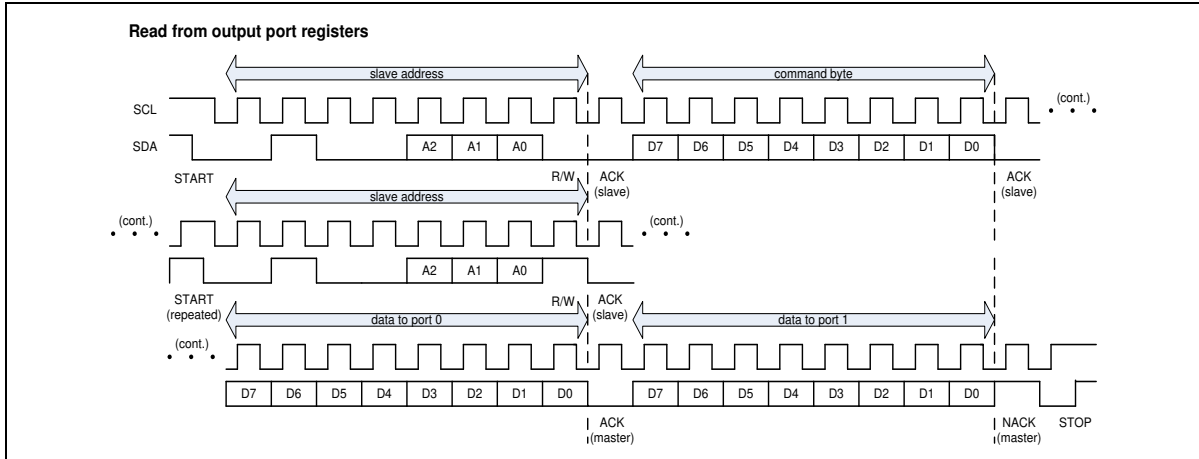 Read from output port registers
slave address
command byte
SCL
(cont.)
SDA
A2 A1 A0
D7 D6 D5 D4 D3 D2 D1 D0
START
R/W
ACK
(slave)
ACK
(slave)
slave address
(cont.)
(cont.)
A2 A1 A0
START
(repeated)
R/W
ACK
(slave)
data to port 0
data to port 1
(cont.)
D7 D6 D5 D4 D3 D2 D1 D0
D7 D6 D5 D4 D3 D2 D1 D0
ACK
(master)
NACK
(master)
STOP